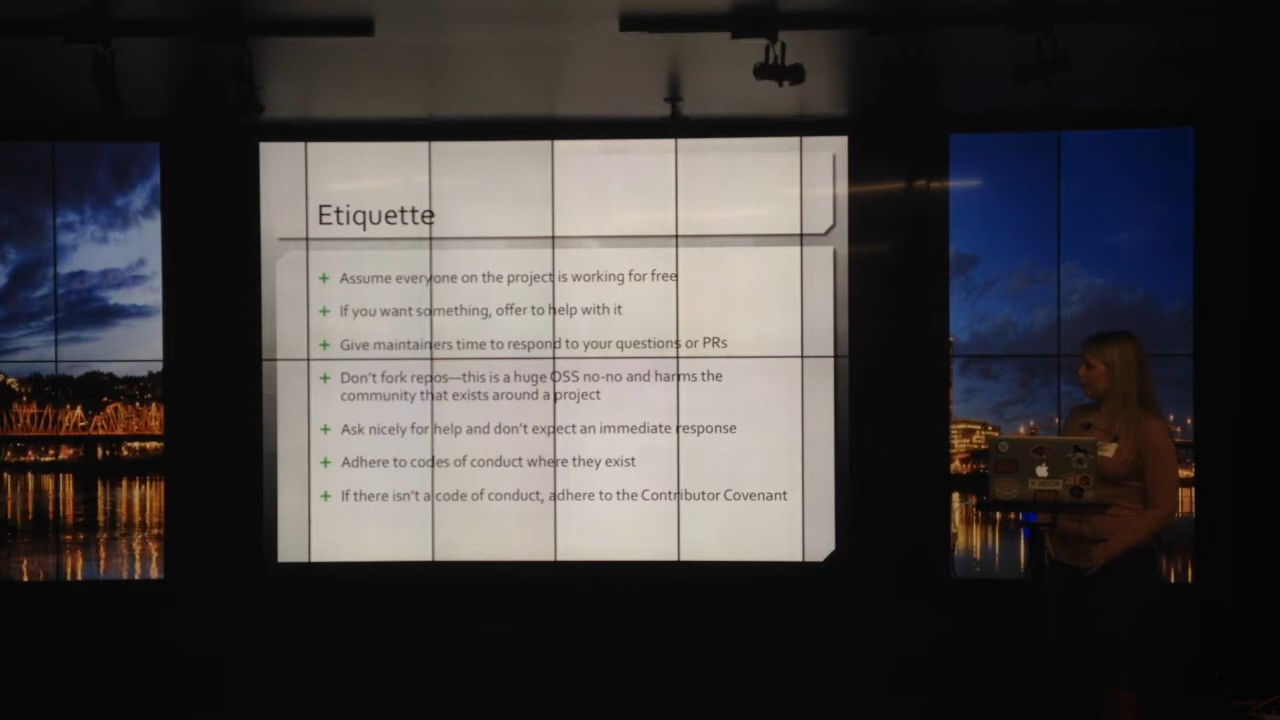 Etiquette
+ Assume everyone on the project is working for free
+ If you want something, offer to help with it
+ Give maintainers time to respond to your questions or PRs
+ Don't fork repos—this is a huge OSS no-no and harms the
community that exists around a project
+ Ask nicely for help and don't expect an immediate response
+ Adhere to codes of conduct where they exist
+ If there isn't a code of conduct, adhere to the Contributor Covenant